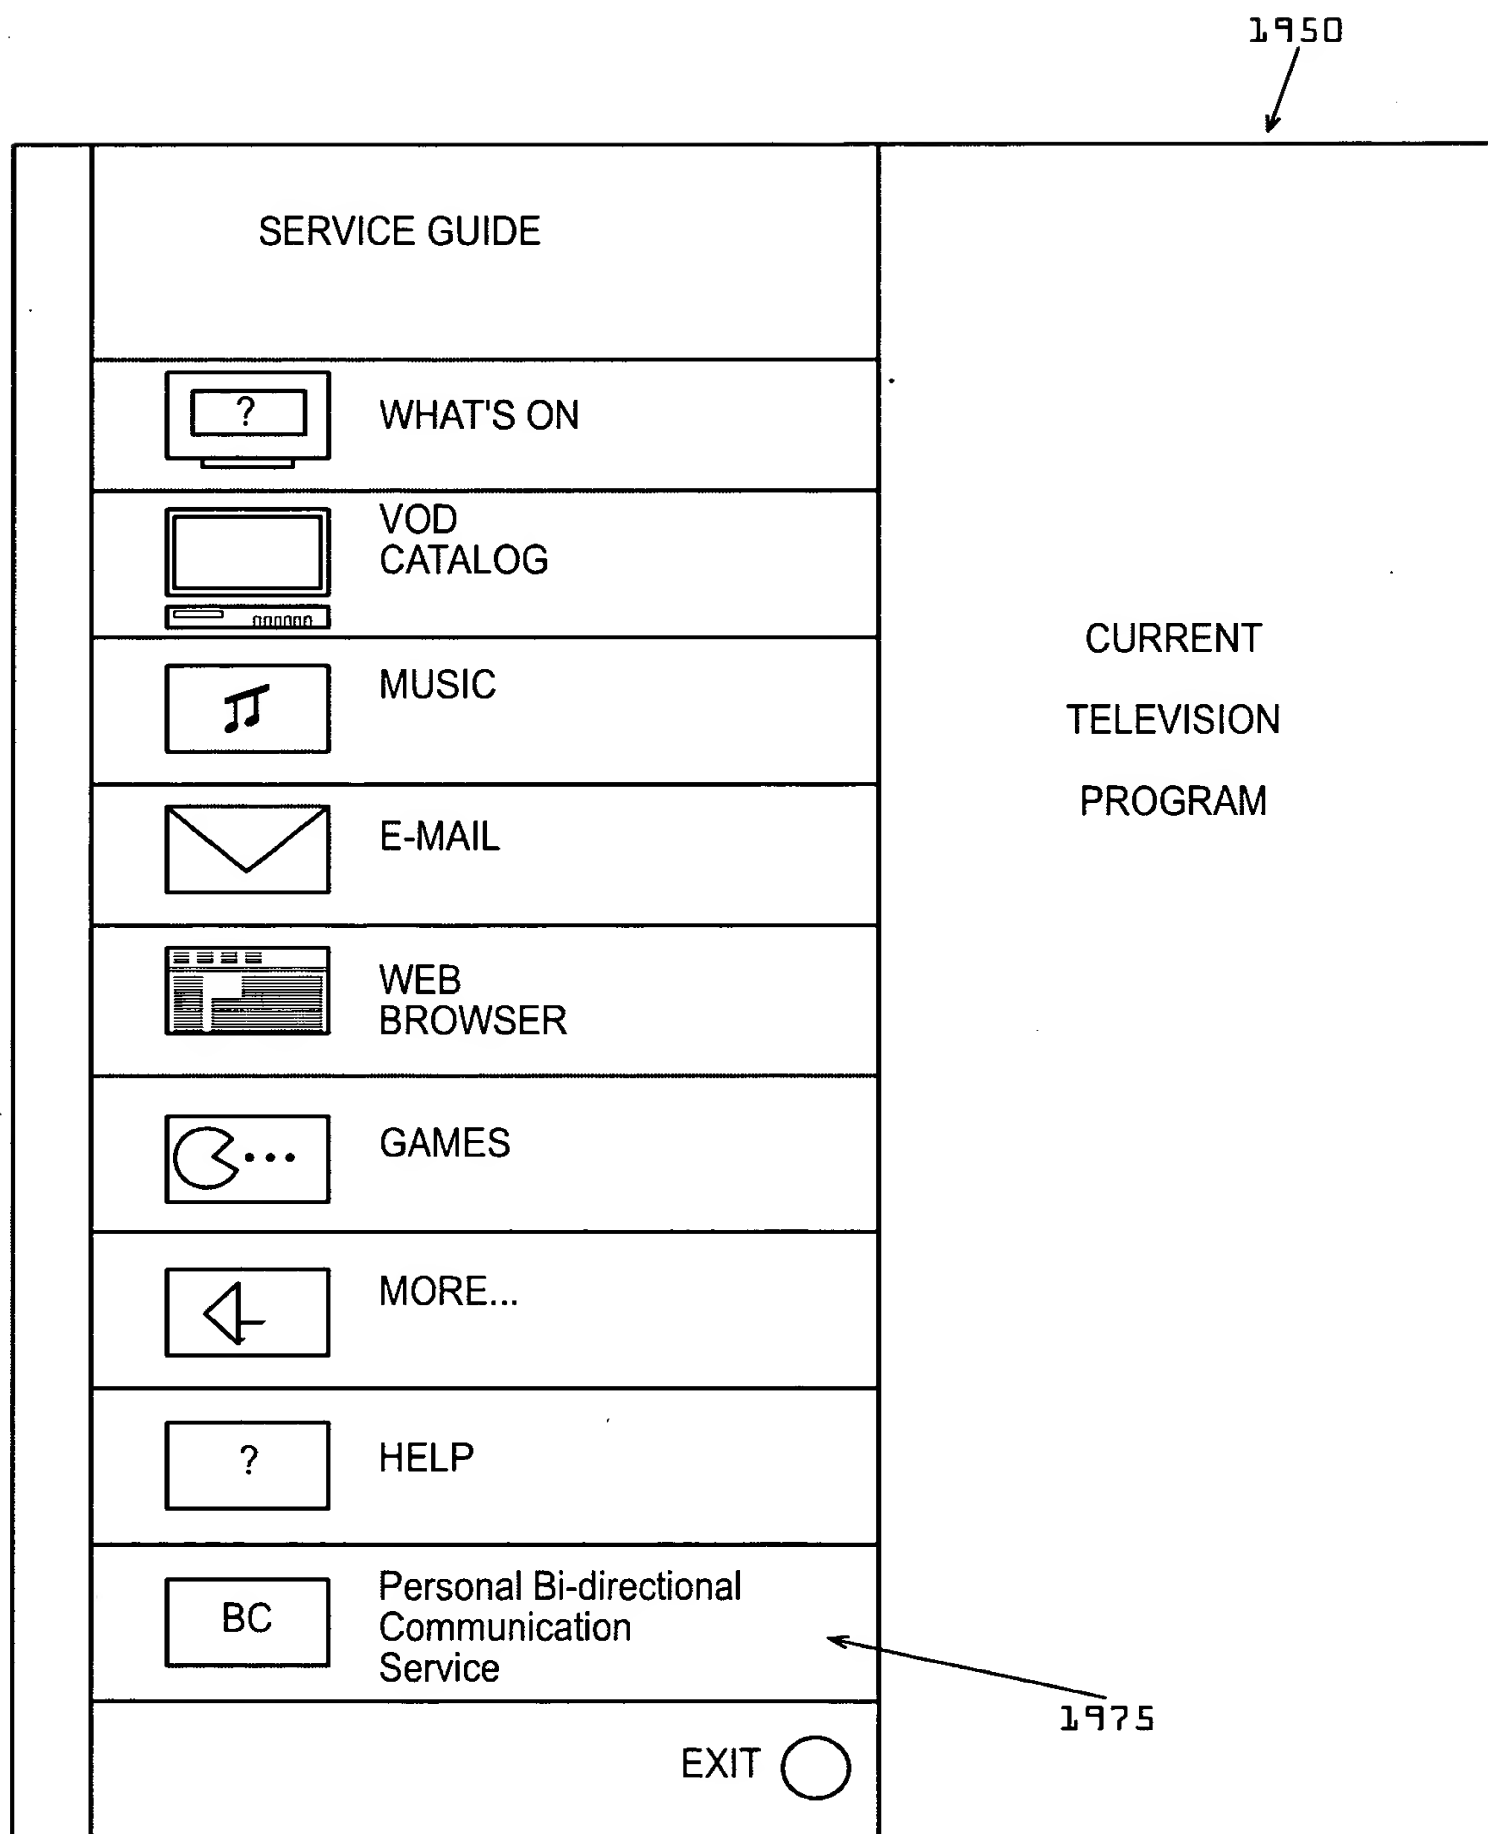 1950
SERVICE GUIDE
?
WHAT'S ON
VOD
CATALOG
MUSIC
E-MAIL
WEB
BROWSER
GAMES
MORE...
?
HELP
BC
Personal Bi-directional
Communication
Service
EXIT
CURRENT
TELEVISION
PROGRAM
1975